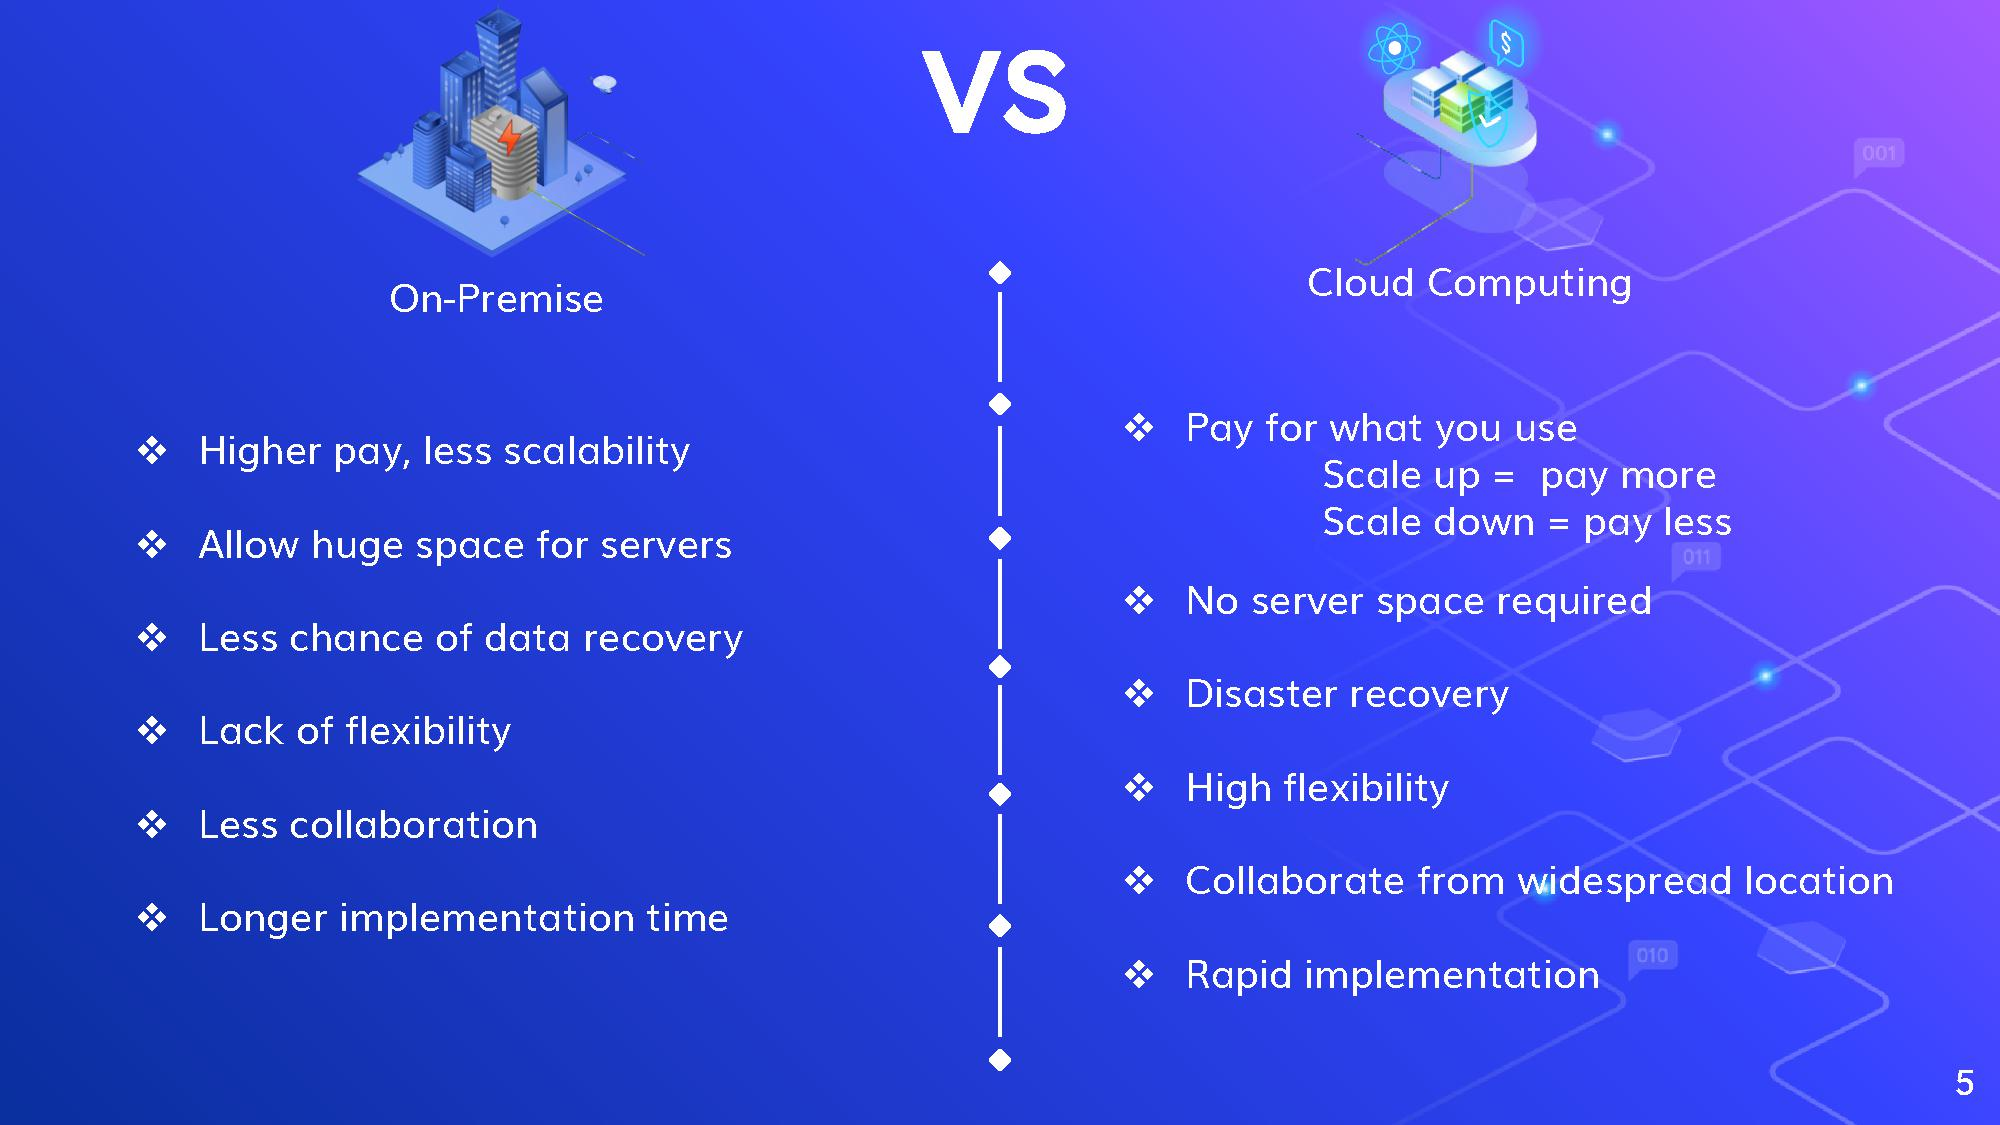 VS
On-Premise
❖ Higher pay, less scalability
❖ Allow huge space for servers
❖ Less chance of data recovery
❖ Lack of flexibility
❖ Less collaboration
❖ Longer implementation time
$
001
Cloud Computing
❖ Pay for what you use
Scale up = pay more
Scale down = pay less
011
❖ No server space required
❖ Disaster recovery
❖ High flexibility
❖ Collaborate from widespread location
010
❖ Rapid implementation
5